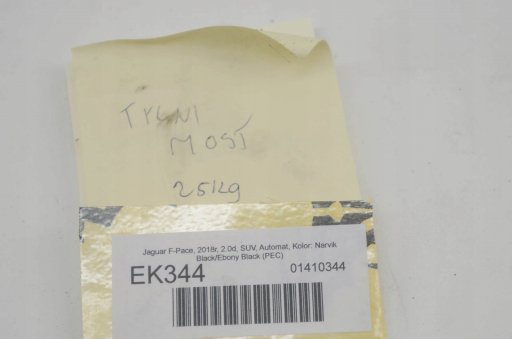 TYLNI
MOST
25kg
Jaguar F-Pace, 2018r, 2.0d, SUV, Automat, Kolor: Narvik
Black/Ebony Black (PEC)
EK344
01410344